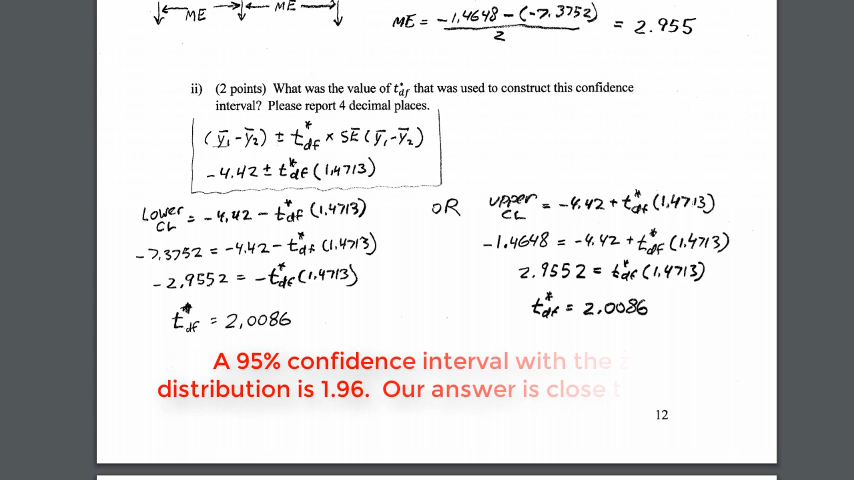 ME ME
ME = -1.4648 - (-7.3752) / 2 = 2.955
ii) (2 points) What was the value of t*df that was used to construct this confidence
interval? Please report 4 decimal places.
(ȳ1 - ȳ2) ± t*df × SE(ȳ1 - ȳ2)
-4.42 ± t*df (1.4713)
Lower CL = -4.42 - t*df (1.4713)
-7.3752 = -4.42 - t*df (1.4713)
-2.9552 = -t*df (1.4713)
t*df = 2.0086
OR
Upper CL = -4.42 + t*df (1.4713)
-1.4648 = -4.42 + t*df (1.4713)
2.9552 = t*df (1.4713)
t*df = 2.0086
A 95% confidence interval with the z
distribution is 1.96. Our answer is close t
12